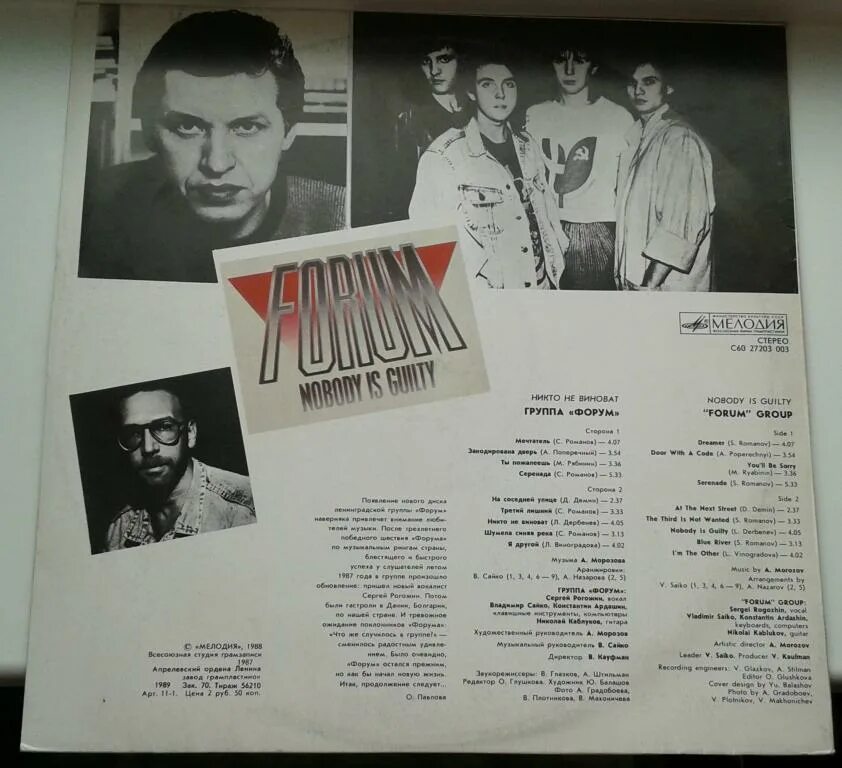 FORUM
NOBODY IS GUILTY
МИНИСТЕРСТВО КУЛЬТУРЫ СССР
МЕЛОДИЯ
ВСЕСОЮЗНАЯ ФИРМА ГРАМПЛАСТИНОК
СТЕРЕО
С60 27203 003
НИКТО НЕ ВИНОВАТ
ГРУППА «ФОРУМ»
Сторона 1
Мечтатель (С. Романов) — 4.07
Закодирована дверь (А. Поперечный) — 3.54
Ты пожалеешь (М. Рябинин) — 3.36
Серенада (С. Романов) — 5.33
Сторона 2
На соседней улице (Д. Демин) — 2.37
Третий лишний (С. Романов) — 3.33
Никто не виноват (Л. Дербенев) — 4.05
Шумела синяя река (С. Романов) — 3.13
Я другой (Л. Виноградова) — 4.02
Музыка А. Морозова
Аранжировки:
В. Сайко (1, 3, 4, 6 — 9), А. Назарова (2, 5)
ГРУППА «ФОРУМ»:
Сергей Рогожин, вокал
Владимир Сайко, Константин Ардашин,
клавишные инструменты, компьютеры
Николай Каблуков, гитара
Художественный руководитель А. Морозов
Музыкальный руководитель В. Сайко
Директор В. Кауфман
Звукорежиссеры: В. Глазков, А. Штильман
Редактор О. Глушкова. Художник Ю. Балашов
Фото А. Градобоева,
В. Плотникова, В. Махоничева
NOBODY IS GUILTY
"FORUM" GROUP
Side 1
Dreamer (S. Romanov) — 4.07
Door With A Code (A. Poperechnyi) — 3.54
You'll Be Sorry
(M. Ryabinin) — 3.36
Serenade (S. Romanov) — 5.33
Side 2
At The Next Street (D. Demin) — 2.37
The Third Is Not Wanted (S. Romanov) — 3.33
Nobody Is Guilty (L. Derbenev) — 4.05
Blue River (S. Romanov) — 3.13
I'm The Other (L. Vinogradova) — 4.02
Music by A. Morozov
Arrangements by
V. Saiko (1, 3, 4, 6 — 9), A. Nazarov (2, 5)
"FORUM" GROUP:
Sergei Rogozhin, vocal
Vladimir Saiko, Konstantin Ardashin,
keyboards, computers
Nikolai Kablukov, guitar
Artistic director A. Morozov
Leader V. Saiko. Producer V. Kaufman
Recording engineers: V. Glazkov, A. Stilman
Editor O. Glushkova
Cover design by Yu. Balashov
Photo by A. Gradoboev,
V. Plotnikov, V. Makhonichev
Появление нового диска
ленинградской группы «Форум»
наверняка привлечет внимание люби-
телей музыки. После трехлетнего
победного шествия «Форума»
по музыкальным рингам страны,
блестящего и быстрого
успеха у слушателей летом
1987 года в группе произошло
обновление: пришел новый вокалист
Сергей Рогожин. Потом
были гастроли в Дании, Болгарии,
по нашей стране. И тревожное
ожидание поклонников «Форума»:
«Что же случилось в группе!» —
сменилось радостным удивле-
нием. Было очевидно,
«Форум» остался прежним,
но как бы начал новую жизнь.
Итак, продолжение следует...
О. Павлова
© «МЕЛОДИЯ», 1988
Всесоюзная студия грамзаписи
1987
Апрелевский ордена Ленина
завод грампластинок
1989 Зак. 70. Тираж 56210
Арт. 11-1. Цена 2 руб. 50 коп.